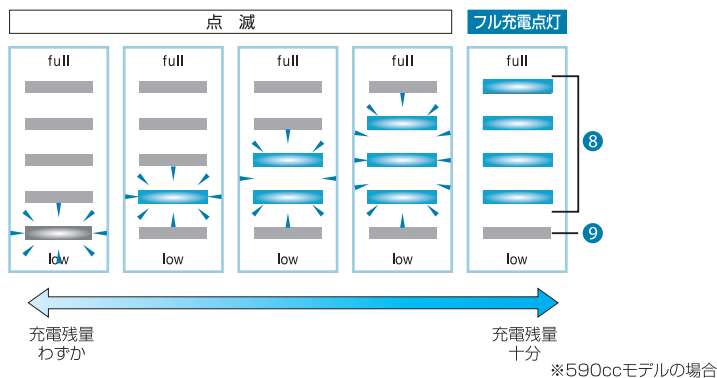 点 滅
フル充電点灯
full
full
full
full
full
8
9
low
low
low
low
low
充電残量
わずか
充電残量
十分
※590ccモデルの場合